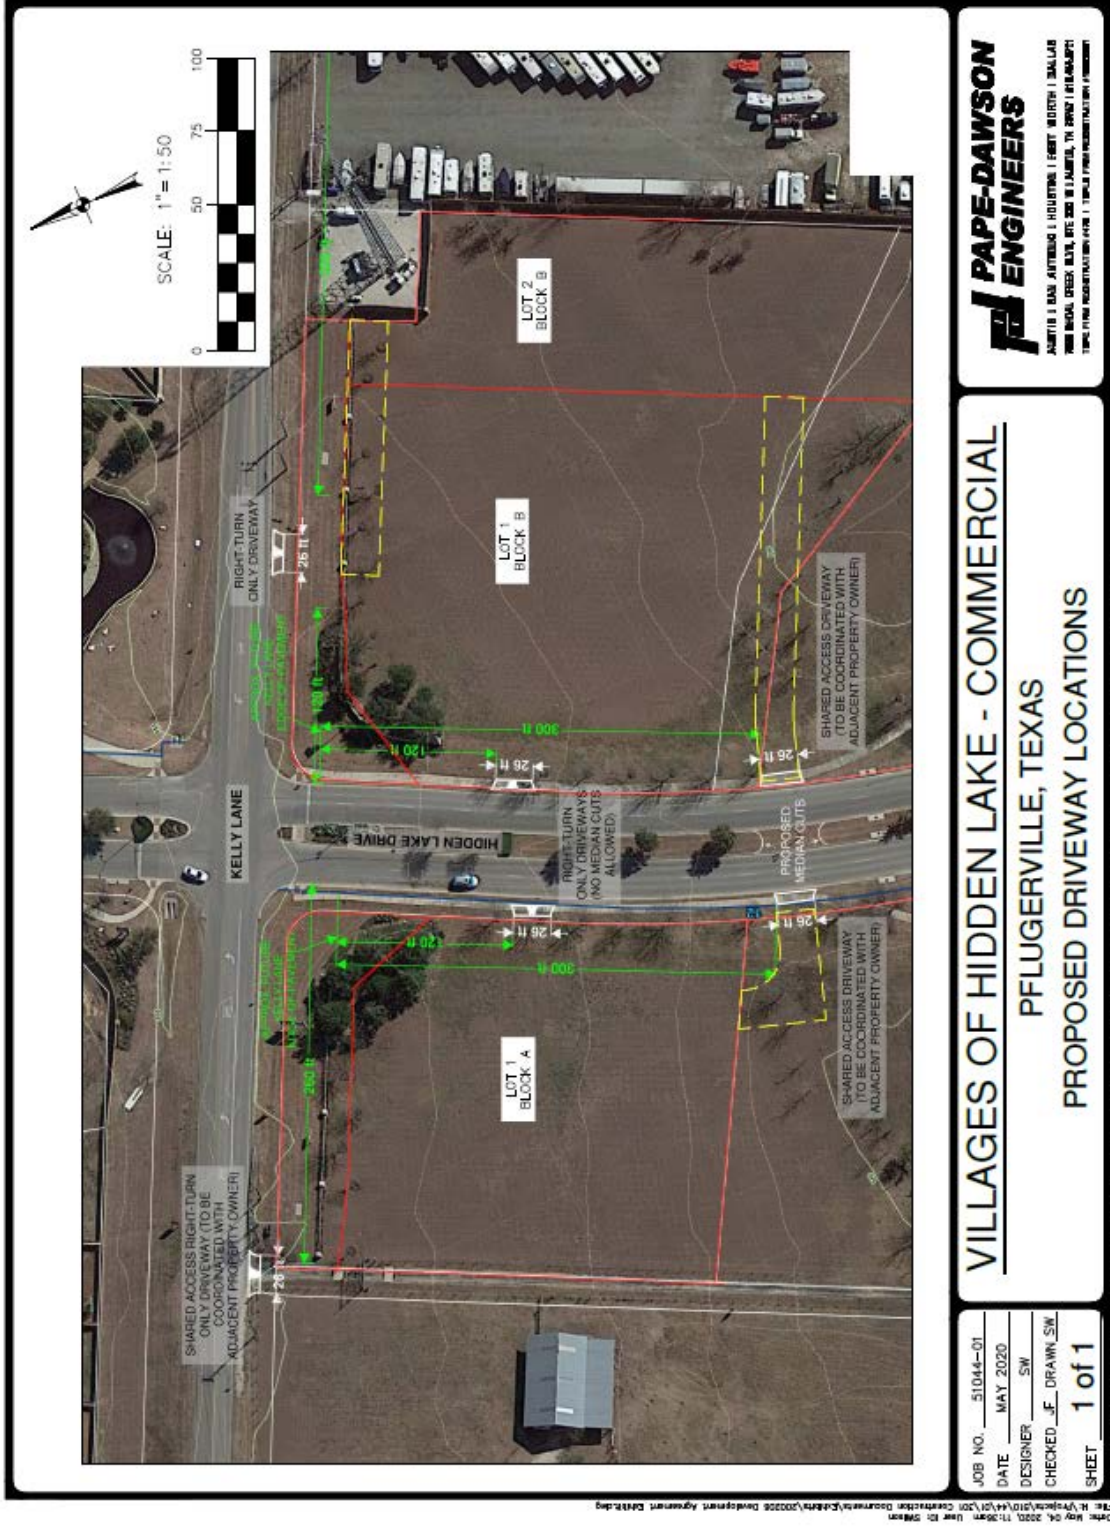 SCALE: 1" = 1: 50
0 50 75 100
KELLY LANE
HIDDEN LAKE DRIVE
SHARED ACCESS RIGHT-TURN
ONLY DRIVEWAY (TO BE
COORDINATED WITH
ADJACENT PROPERTY OWNER)
RIGHT-TURN
ONLY DRIVEWAY
26 ft
120 ft
260 ft
120 ft
300 ft
120 ft
300 ft
26 ft
26 ft
26 ft
26 ft
RIGHT-TURN
ONLY DRIVEWAYS
(NO MEDIAN CUTS
ALLOWED)
PROPOSED
MEDIAN CUTS
LOT 1
BLOCK A
LOT 1
BLOCK B
LOT 2
BLOCK B
SHARED ACCESS DRIVEWAY
(TO BE COORDINATED WITH
ADJACENT PROPERTY OWNER)
SHARED ACCESS DRIVEWAY
(TO BE COORDINATED WITH
ADJACENT PROPERTY OWNER)
JOB NO. 51044-01
DATE MAY 2020
DESIGNER SW
CHECKED JF DRAWN SW
SHEET 1 of 1
VILLAGES OF HIDDEN LAKE - COMMERCIAL
PFLUGERVILLE, TEXAS
PROPOSED DRIVEWAY LOCATIONS
PAPE-DAWSON
ENGINEERS